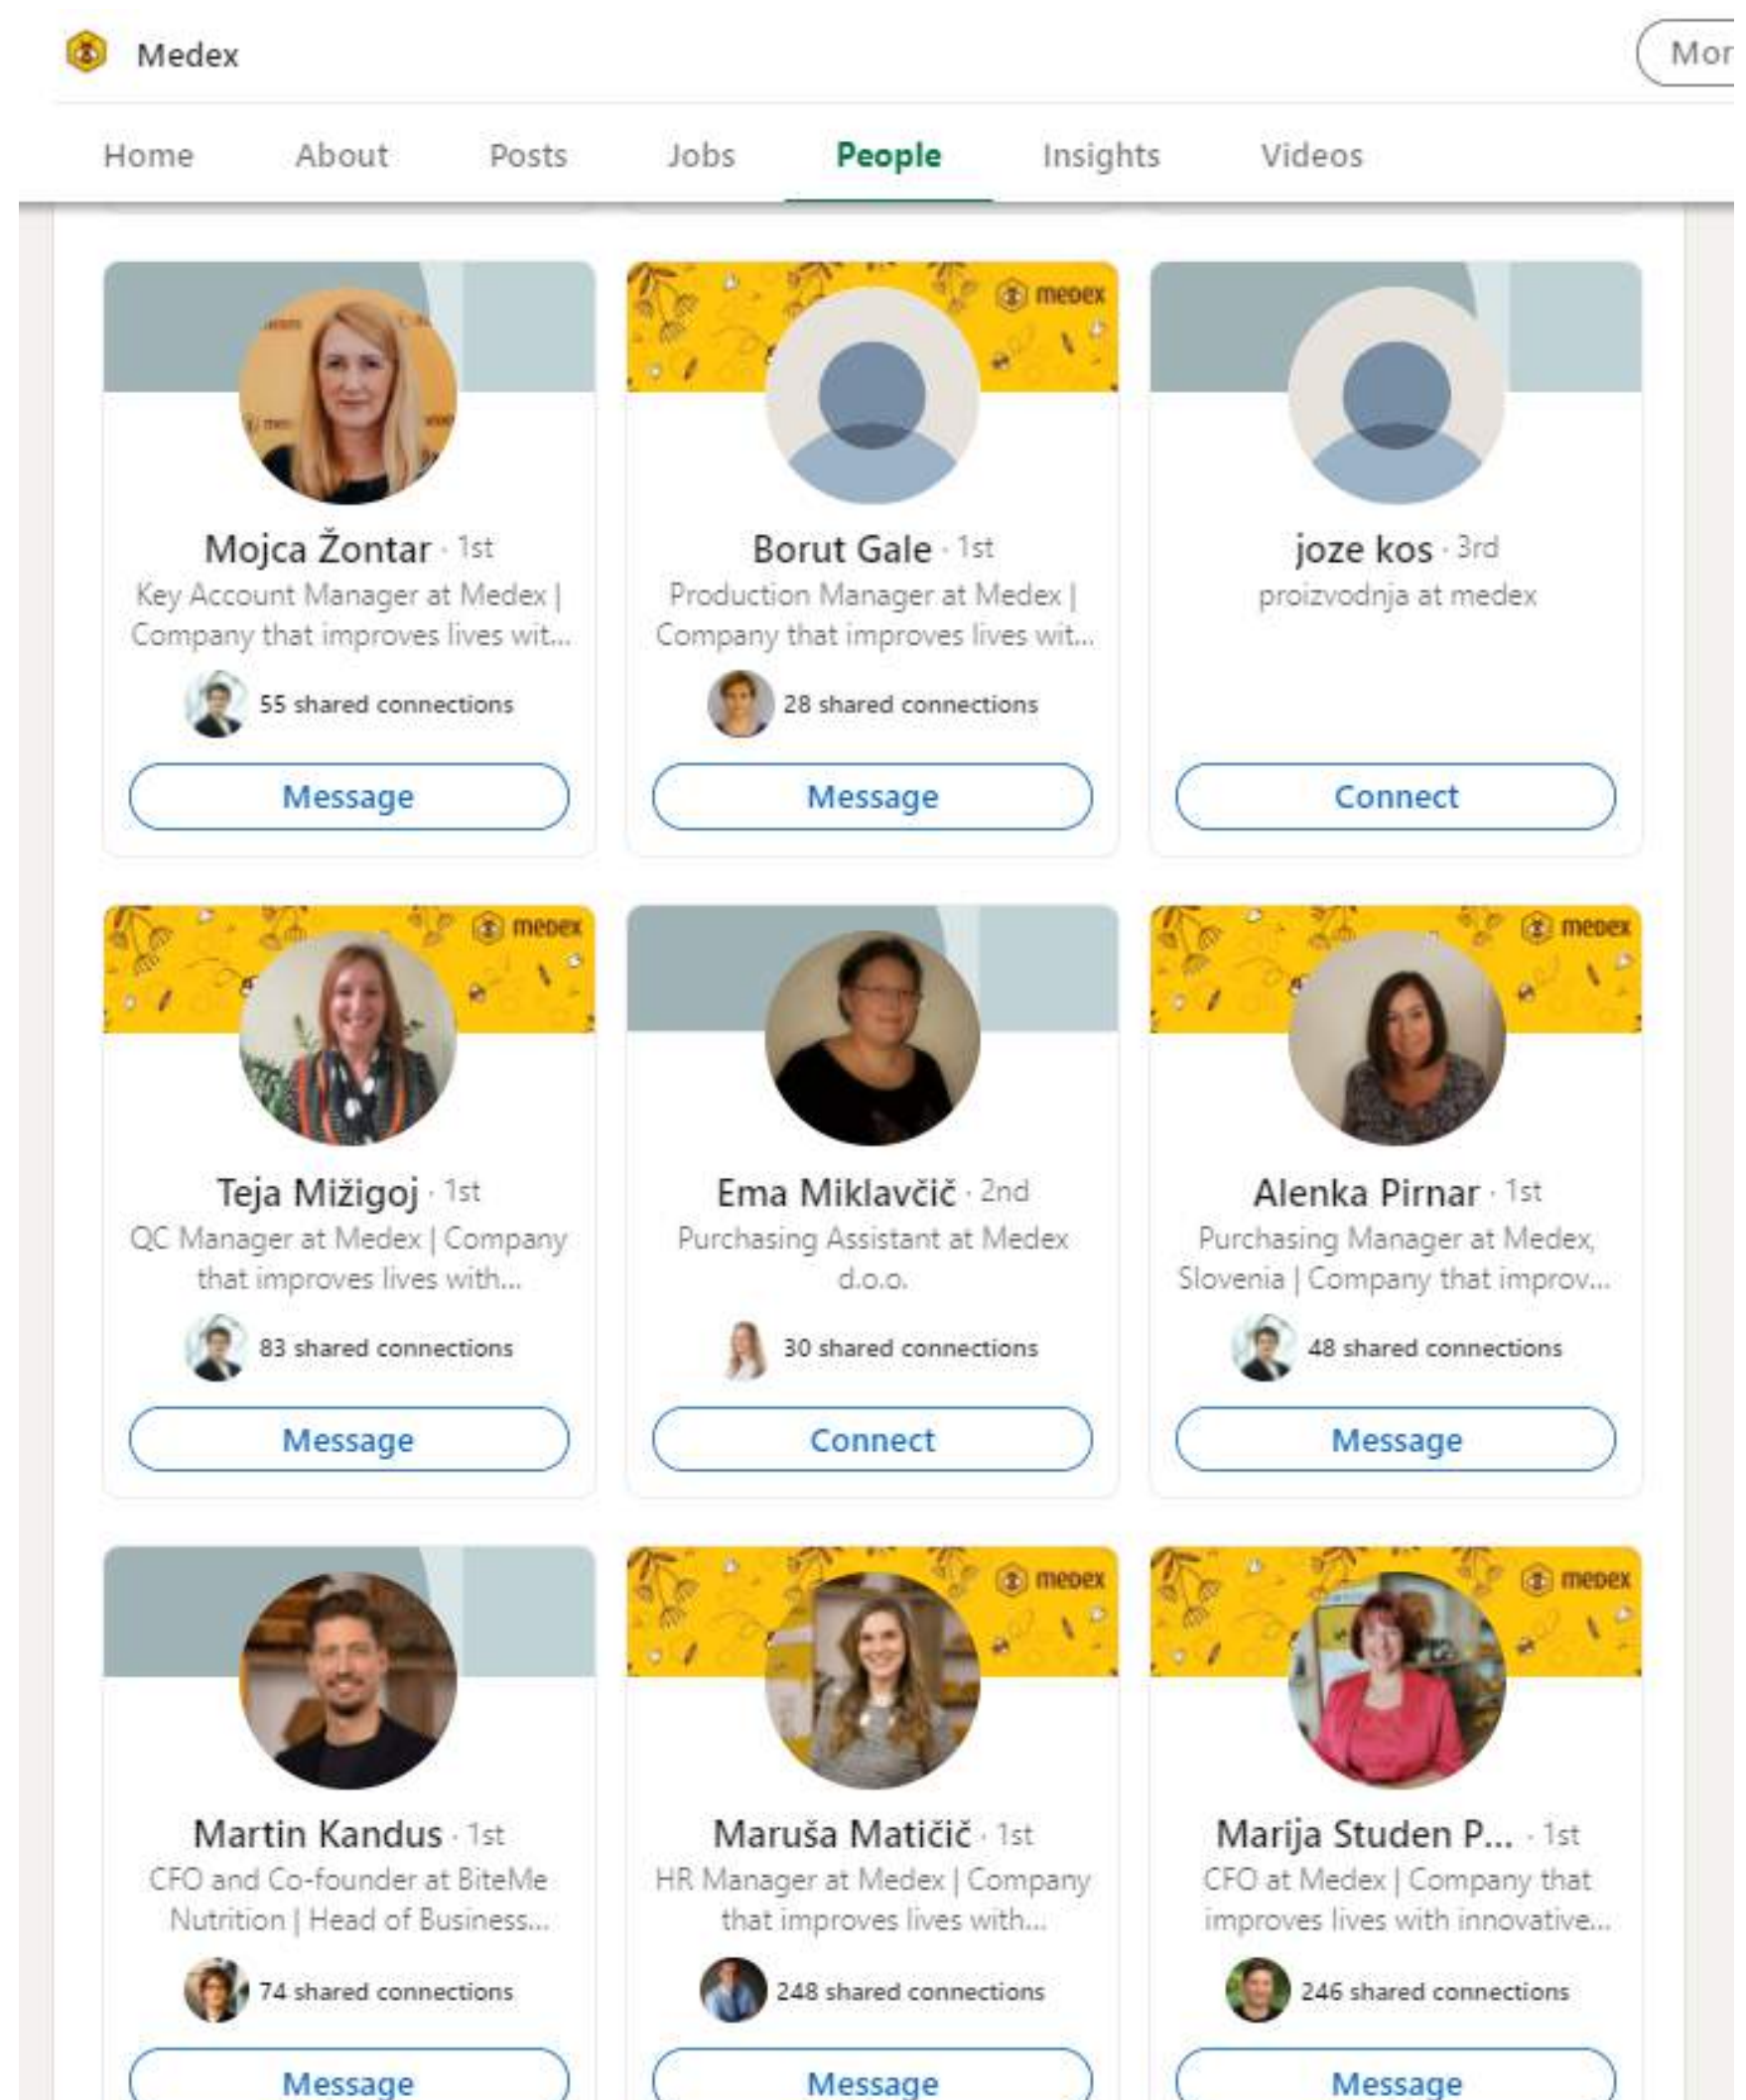 Medex
Mor
Home About Posts Jobs People Insights Videos
medex
Mojca Žontar · 1st
Key Account Manager at Medex |
Company that improves lives wit...
55 shared connections
Message
Borut Gale · 1st
Production Manager at Medex |
Company that improves lives wit...
28 shared connections
Message
joze kos · 3rd
proizvodnja at medex
Connect
medex
Teja Mižigoj · 1st
QC Manager at Medex | Company
that improves lives with...
83 shared connections
Message
Ema Miklavčič · 2nd
Purchasing Assistant at Medex
d.o.o.
30 shared connections
Connect
medex
Alenka Pirnar · 1st
Purchasing Manager at Medex,
Slovenia | Company that improv...
48 shared connections
Message
Martin Kandus · 1st
CFO and Co-founder at BiteMe
Nutrition | Head of Business...
74 shared connections
Message
medex
Maruša Matičič · 1st
HR Manager at Medex | Company
that improves lives with...
248 shared connections
Message
medex
Marija Studen P... · 1st
CFO at Medex | Company that
improves lives with innovative...
246 shared connections
Message